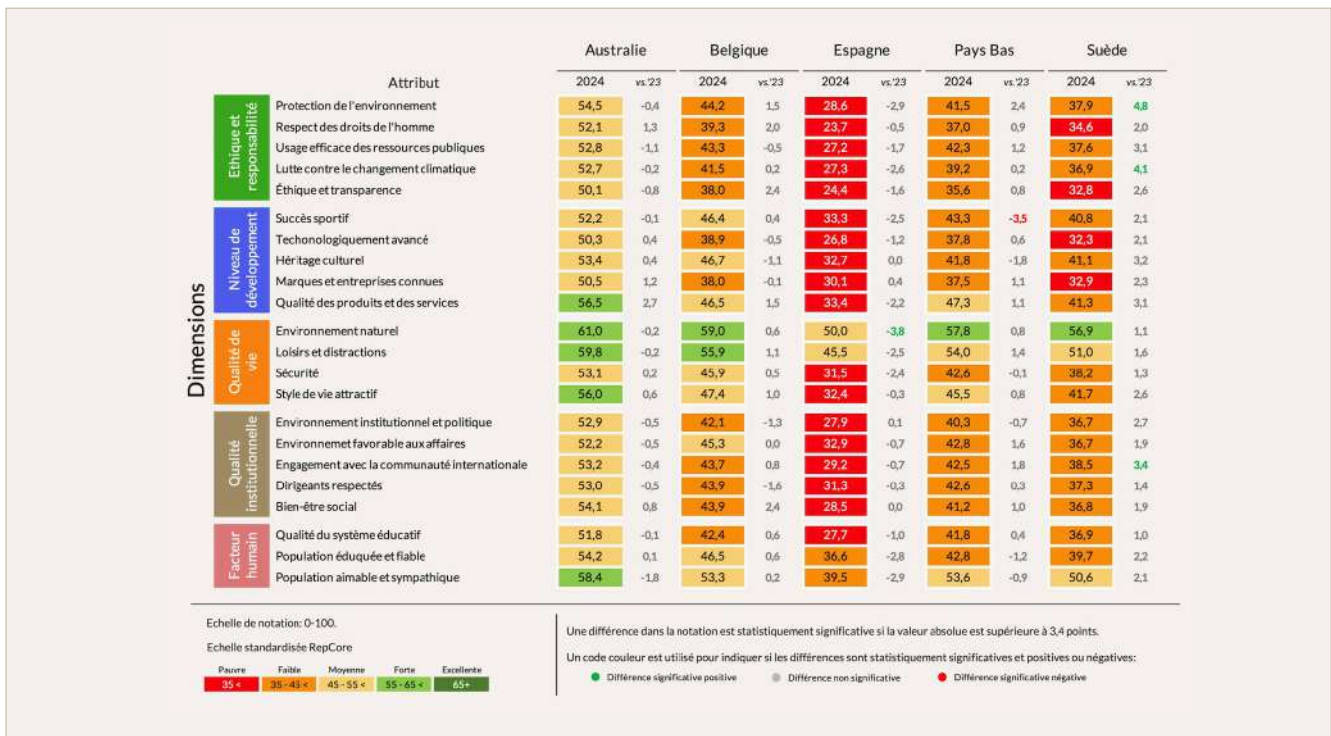 Australie Belgique Espagne Pays Bas Suède
Attribut 2024 vs.'23 2024 vs.'23 2024 vs.'23 2024 vs.'23 2024 vs.'23
Dimensions
Ethique et responsabilité
Protection de l'environnement 54,5 -0,4 44,2 1,5 28,6 -2,9 41,5 2,4 37,9 4,8
Respect des droits de l'homme 52,1 1,3 39,3 2,0 23,7 -0,5 37,0 0,9 34,6 2,0
Usage efficace des ressources publiques 52,8 -1,1 43,3 -0,5 27,2 -1,7 42,3 1,2 37,6 3,1
Lutte contre le changement climatique 52,7 -0,2 41,5 0,2 27,3 -2,6 39,2 0,2 36,9 4,1
Éthique et transparence 50,1 -0,8 38,0 2,4 24,4 -1,6 35,6 0,8 32,8 2,6
Niveau de développement
Succès sportif 52,2 -0,1 46,4 0,4 33,3 -2,5 43,3 -3,5 40,8 2,1
Techonologiquement avancé 50,3 0,4 38,9 -0,5 26,8 -1,2 37,8 0,6 32,3 2,1
Héritage culturel 53,4 0,4 46,7 -1,1 32,7 0,0 41,8 -1,8 41,1 3,2
Marques et entreprises connues 50,5 1,2 38,0 -0,1 30,1 0,4 37,5 1,1 32,9 2,3
Qualité des produits et des services 56,5 2,7 46,5 1,5 33,4 -2,2 47,3 1,1 41,3 3,1
Qualité de vie
Environnement naturel 61,0 -0,2 59,0 0,6 50,0 -3,8 57,8 0,8 56,9 1,1
Loisirs et distractions 59,8 -0,2 55,9 1,1 45,5 -2,5 54,0 1,4 51,0 1,6
Sécurité 53,1 0,2 45,9 0,5 31,5 -2,4 42,6 -0,1 38,2 1,3
Style de vie attractif 56,0 0,6 47,4 1,0 32,4 -0,3 45,5 0,8 41,7 2,6
Qualité institutionnelle
Environnement institutionnel et politique 52,9 -0,5 42,1 -1,3 27,9 0,1 40,3 -0,7 36,7 2,7
Environnemet favorable aux affaires 52,2 -0,5 45,3 0,0 32,9 -0,7 42,8 1,6 36,7 1,9
Engagement avec la communauté internationale 53,2 -0,4 43,7 0,8 29,2 -0,7 42,5 1,8 38,5 3,4
Dirigeants respectés 53,0 -0,5 43,9 -1,6 31,3 -0,3 42,6 0,3 37,3 1,4
Bien-être social 54,1 0,8 43,9 2,4 28,5 0,0 41,2 1,0 36,8 1,9
Facteur humain
Qualité du système éducatif 51,8 -0,1 42,4 0,6 27,7 -1,0 41,8 0,4 36,9 1,0
Population éduquée et fiable 54,2 0,1 46,5 0,6 36,6 -2,8 42,8 -1,2 39,7 2,2
Population aimable et sympathique 58,4 -1,8 53,3 0,2 39,5 -2,9 53,6 -0,9 50,6 2,1
Echelle de notation: 0-100.
Echelle standardisée RepCore
Pauvre Faible Moyenne Forte Excellente
35 < 35 - 45 < 45 - 55 < 55 - 65 < 65+
Une différence dans la notation est statistiquement significative si la valeur absolue est supérieure à 3,4 points.
Un code couleur est utilisé pour indiquer si les différences sont statistiquement significatives et positives ou négatives:
Différence significative positive Différence non significative Différence significative négative